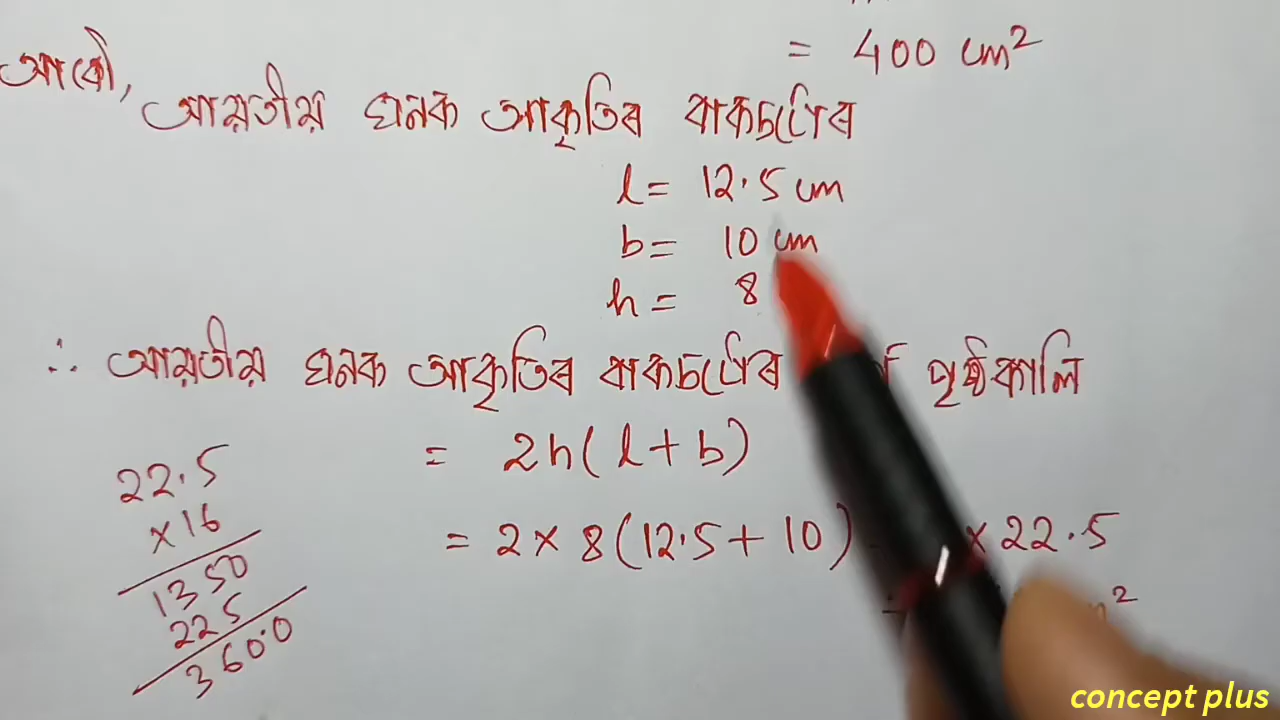 = 400 cm²
আকৌ,
আয়তীয় ঘনক আকৃতিৰ বাকচটোৰ
l = 12.5 cm
b = 10 cm
h = 8
∴ আয়তীয় ঘনক আকৃতিৰ বাকচটোৰ পৃষ্ঠকালি
= 2h(l + b)
= 2 × 8(12.5 + 10) × 22.5
22.5
×16
1350
225
360.0
concept plus